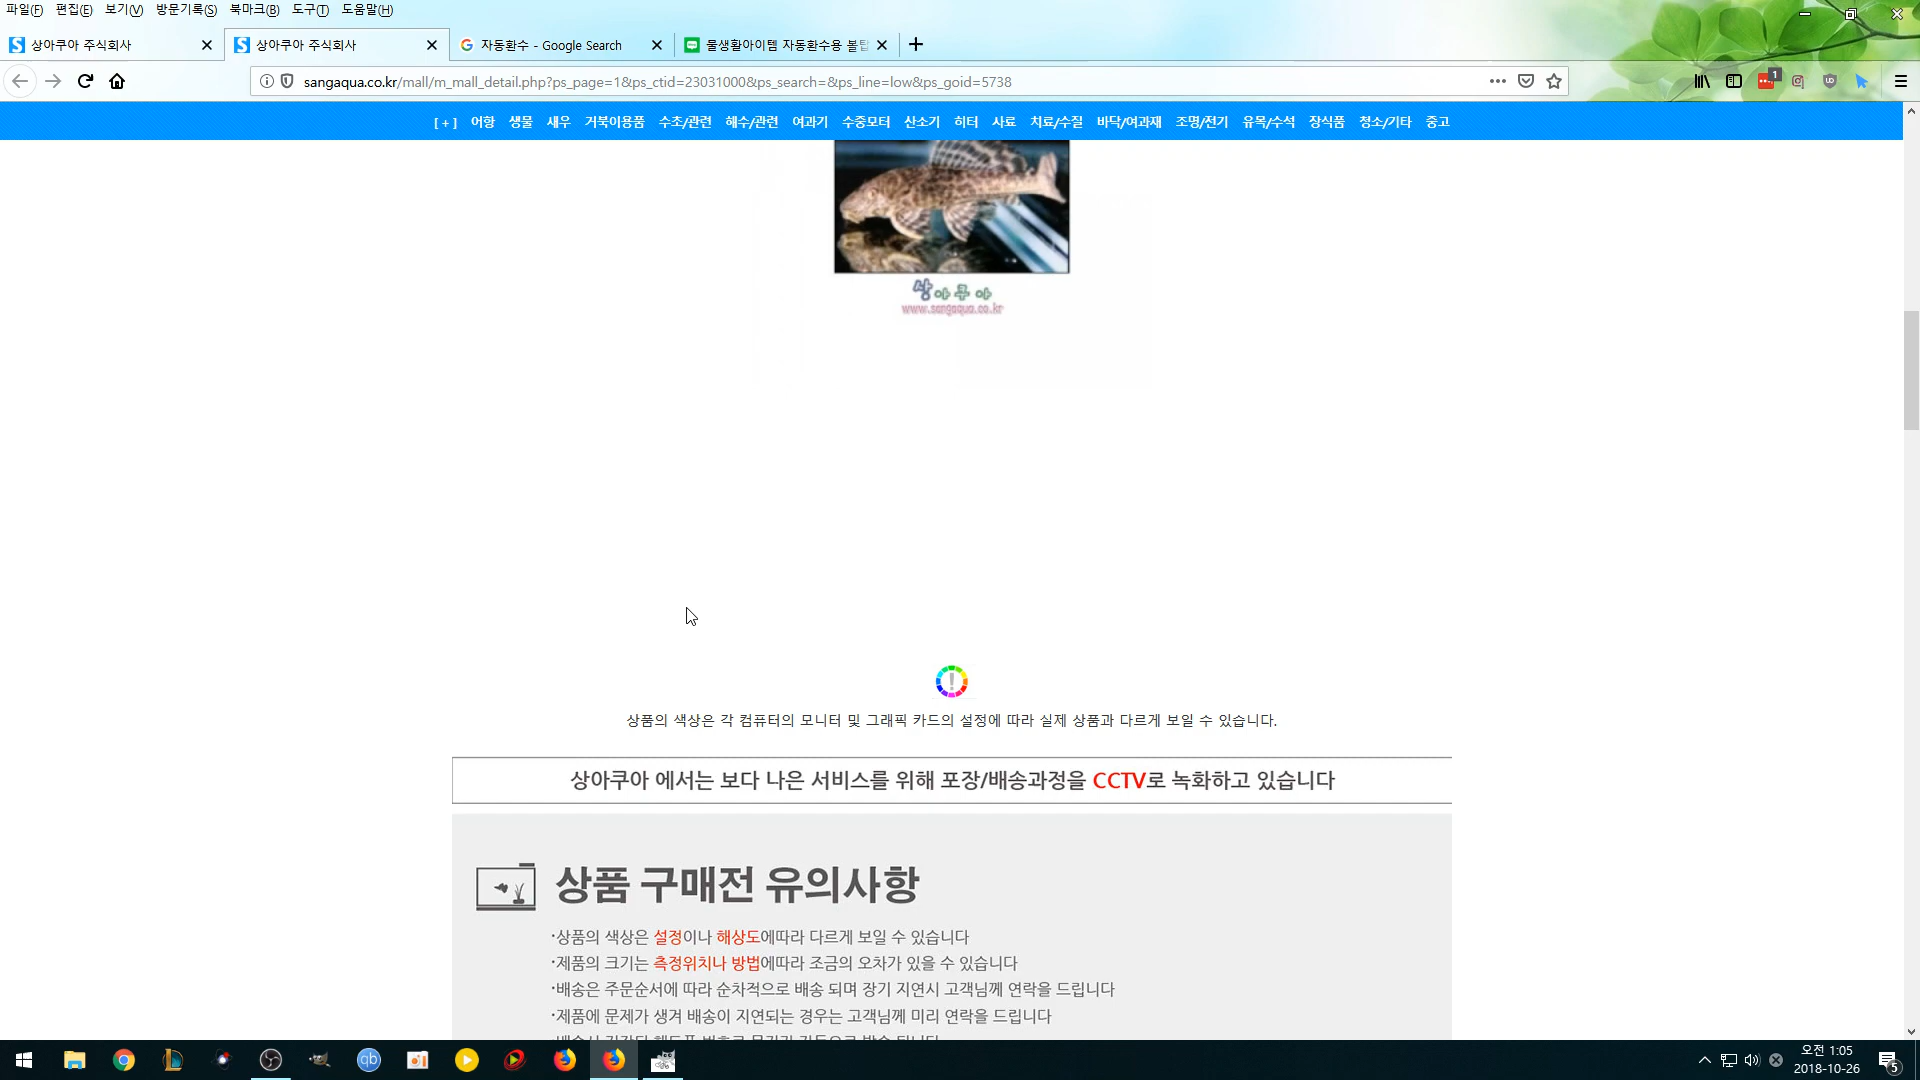 파일(F) 편집(E) 보기(V) 방문기록(S) 북마크(B) 도구(T) 도움말(H)
상아쿠아 주식회사
상아쿠아 주식회사
자동환수 - Google Search
물생활아이템 자동환수용 볼탑
sangaqua.co.kr/mall/m_mall_detail.php?ps_page=1&ps_ctid=23031000&ps_search=&ps_line=low&ps_goid=5738
1
[+] 어항 생물 새우 거북이용품 수초/관련 해수/관련 여과기 수중모터 산소기 히터 사료 치료/수질 바닥/여과재 조명/전기 유목/수석 장식품 청소/기타 중고
상아쿠아
www.sangaqua.co.kr
상품의 색상은 각 컴퓨터의 모니터 및 그래픽 카드의 설정에 따라 실제 상품과 다르게 보일 수 있습니다.
상아쿠아 에서는 보다 나은 서비스를 위해 포장/배송과정을 CCTV로 녹화하고 있습니다
상품 구매전 유의사항
·상품의 색상은 설정이나 해상도에따라 다르게 보일 수 있습니다
·제품의 크기는 측정위치나 방법에따라 조금의 오차가 있을 수 있습니다
·배송은 주문순서에 따라 순차적으로 배송 되며 장기 지연시 고객님께 연락을 드립니다
·제품에 문제가 생겨 배송이 지연되는 경우는 고객님께 미리 연락을 드립니다
qb
오전 1:05
2018-10-26
5